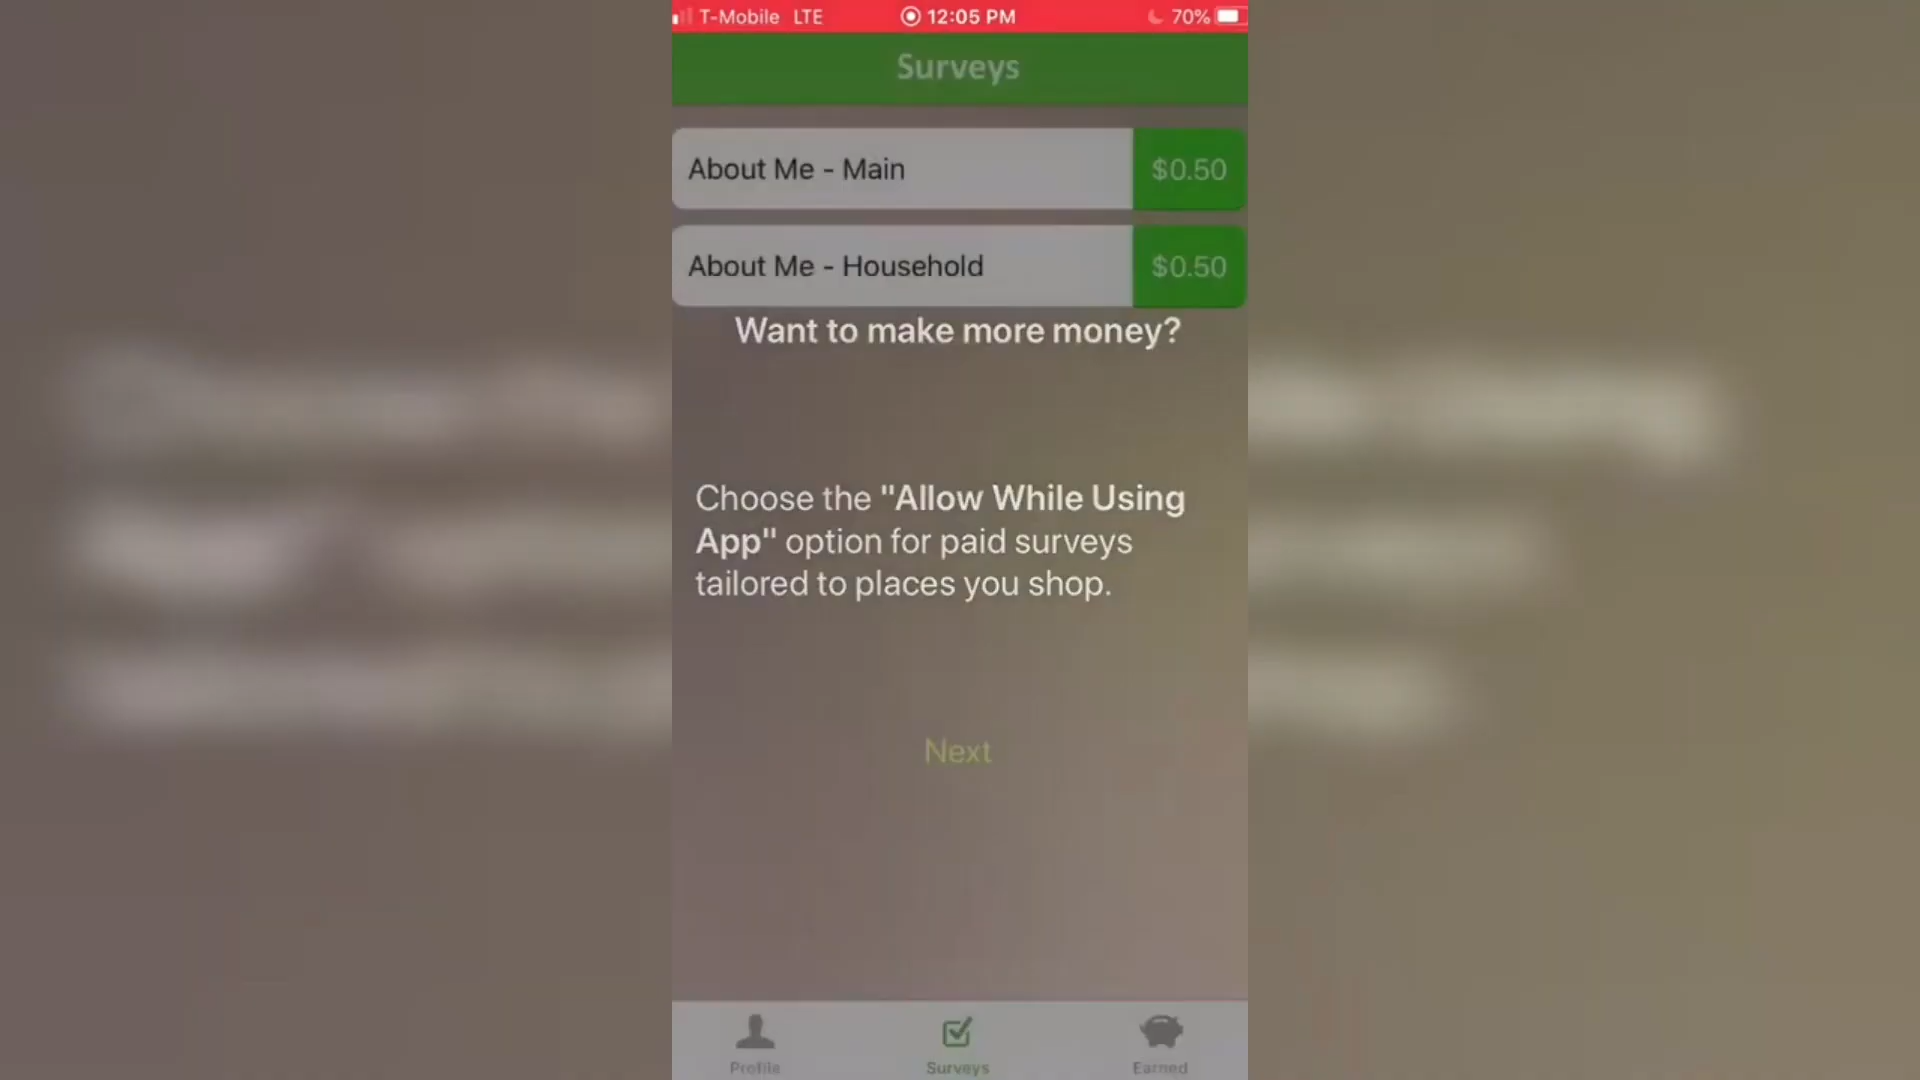 T-Mobile LTE 12:05 PM 70%
Surveys
About Me - Main $0.50
About Me - Household $0.50
Want to make more money?
Choose the "Allow While Using
App" option for paid surveys
tailored to places you shop.
Next
Profile Surveys Earned